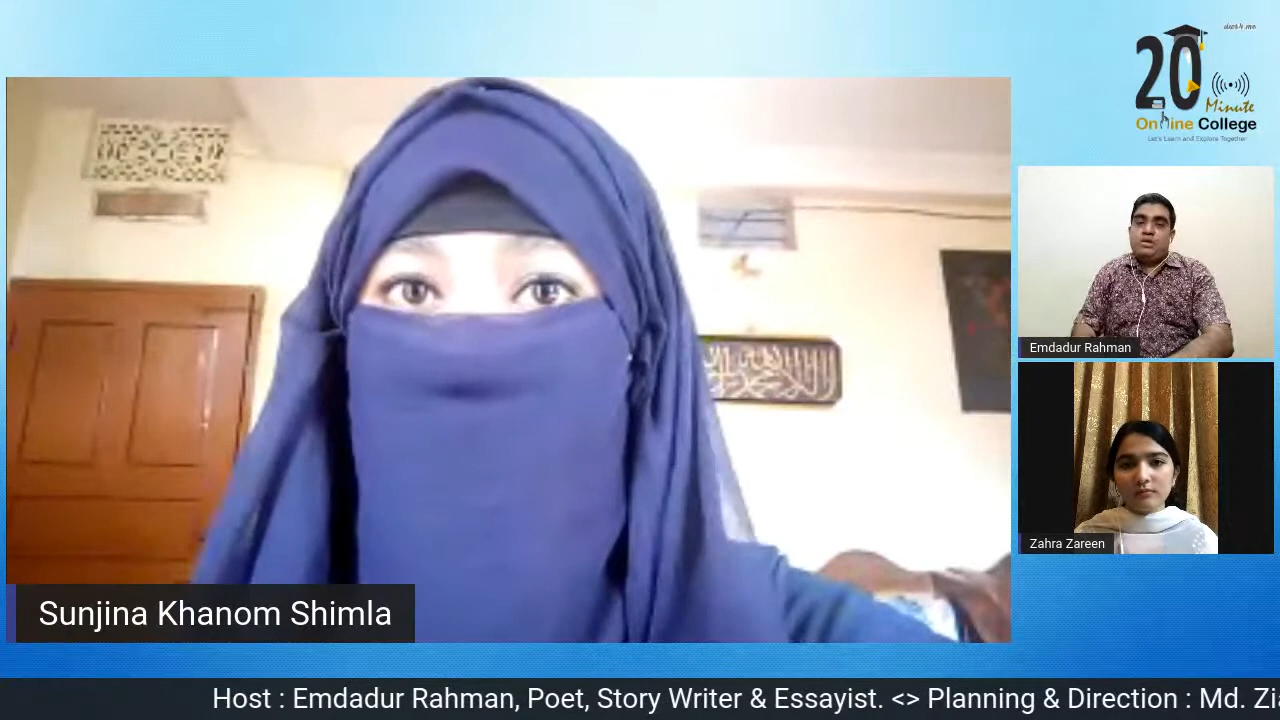 20
Minute
Online College
Let's Learn and Explore Together
Emdadur Rahman
Zahra Zareen
Sunjina Khanom Shimla
Host : Emdadur Rahman, Poet, Story Writer & Essayist. <> Planning & Direction : Md. Zia